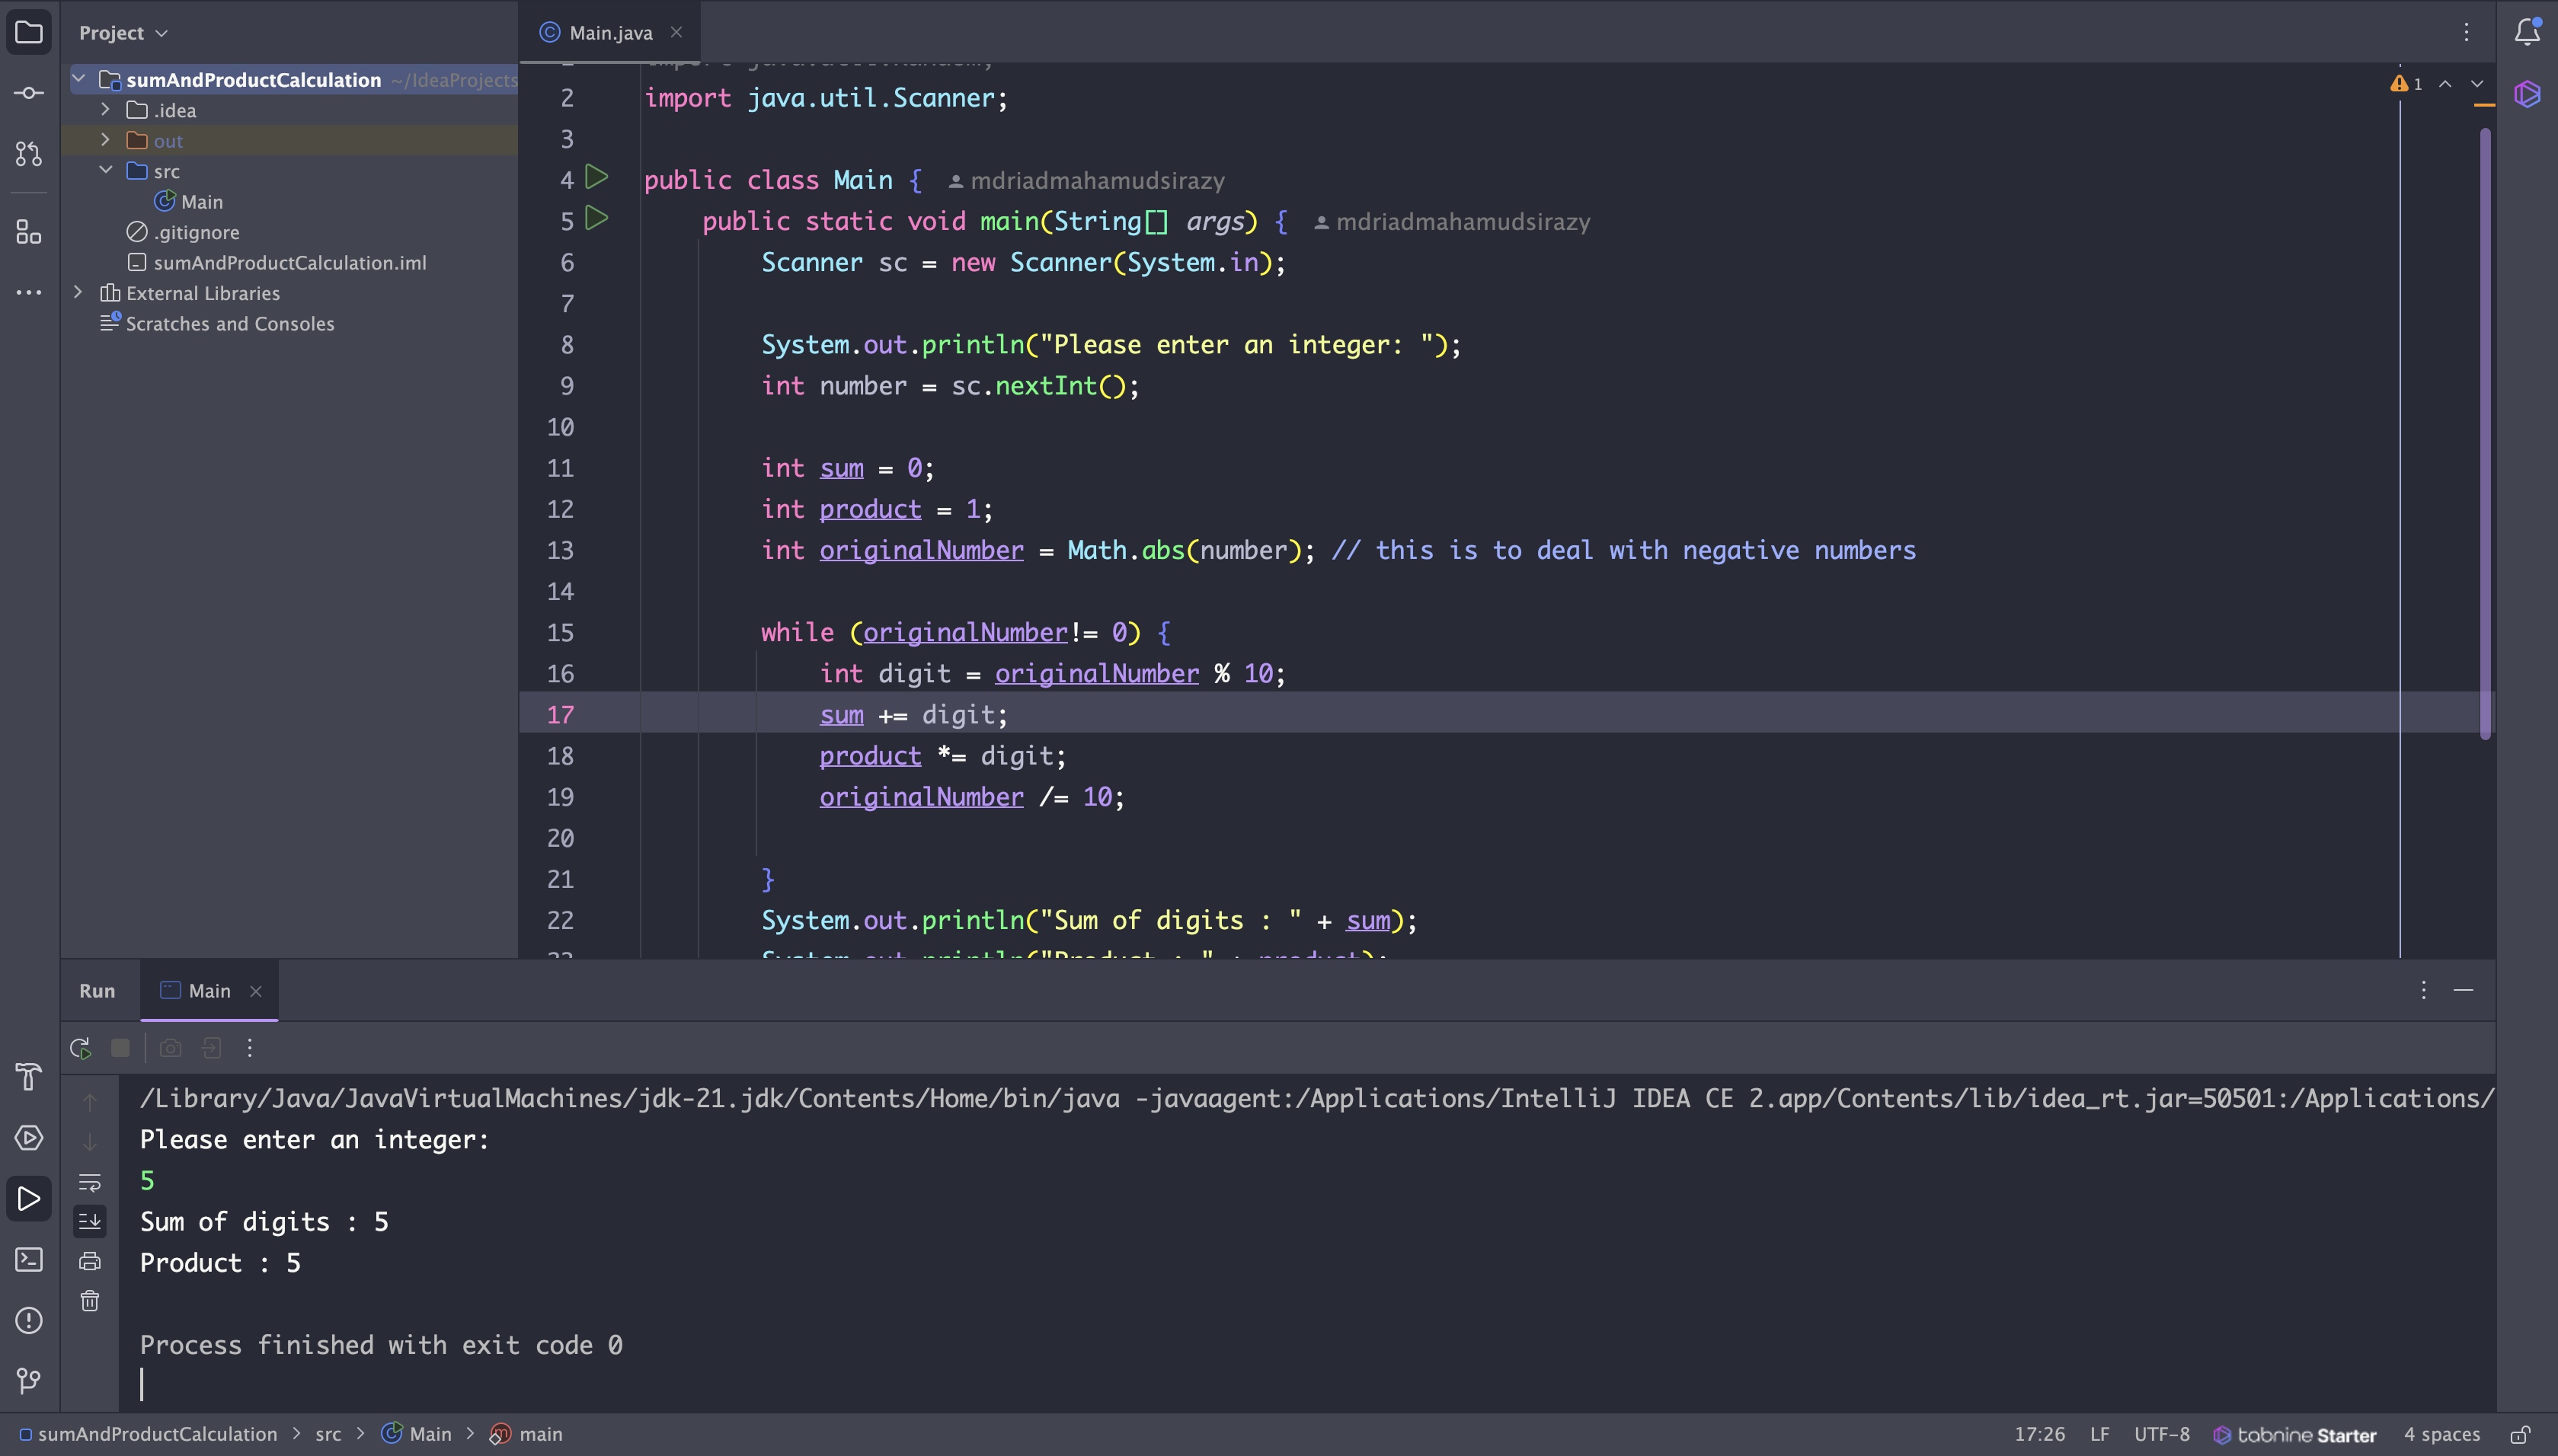 Project
Main.java
sumAndProductCalculation ~/IdeaProjects
.idea
out
src
Main
.gitignore
sumAndProductCalculation.iml
External Libraries
Scratches and Consoles
1
2 import java.util.Scanner;
3
4 public class Main { mdriadmahamudsirazy
5 public static void main(String[] args) { mdriadmahamudsirazy
6 Scanner sc = new Scanner(System.in);
7
8 System.out.println("Please enter an integer: ");
9 int number = sc.nextInt();
10
11 int sum = 0;
12 int product = 1;
13 int originalNumber = Math.abs(number); // this is to deal with negative numbers
14
15 while (originalNumber!= 0) {
16 int digit = originalNumber % 10;
17 sum += digit;
18 product *= digit;
19 originalNumber /= 10;
20
21 }
22 System.out.println("Sum of digits : " + sum);
System.out.println("Product : " + product);
Run
Main
/Library/Java/JavaVirtualMachines/jdk-21.jdk/Contents/Home/bin/java -javaagent:/Applications/IntelliJ IDEA CE 2.app/Contents/lib/idea_rt.jar=50501:/Applications/
Please enter an integer:
5
Sum of digits : 5
Product : 5
Process finished with exit code 0
sumAndProductCalculation > src > Main > main
17:26 LF UTF-8 tabnine Starter 4 spaces